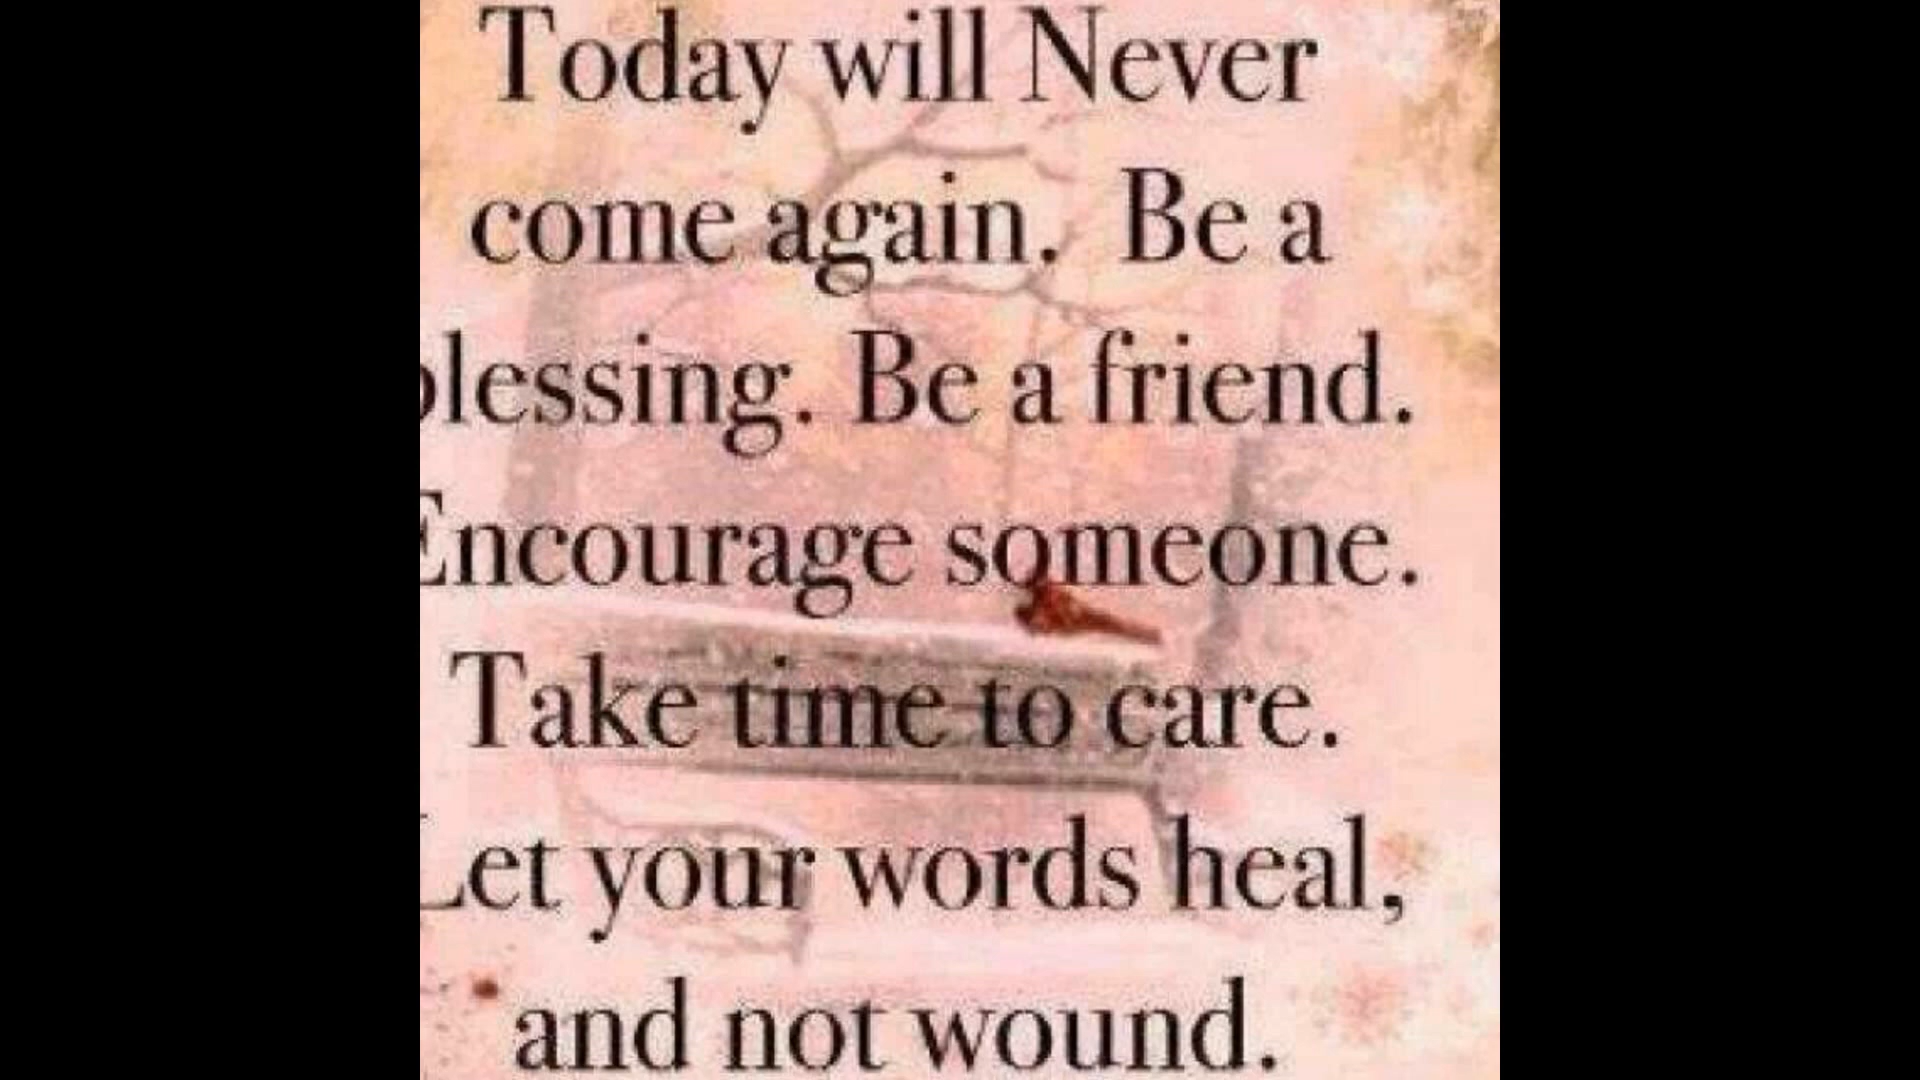 Today will Never
come again. Be a
blessing. Be a friend.
Encourage someone.
Take time to care.
Let your words heal,
and not wound.